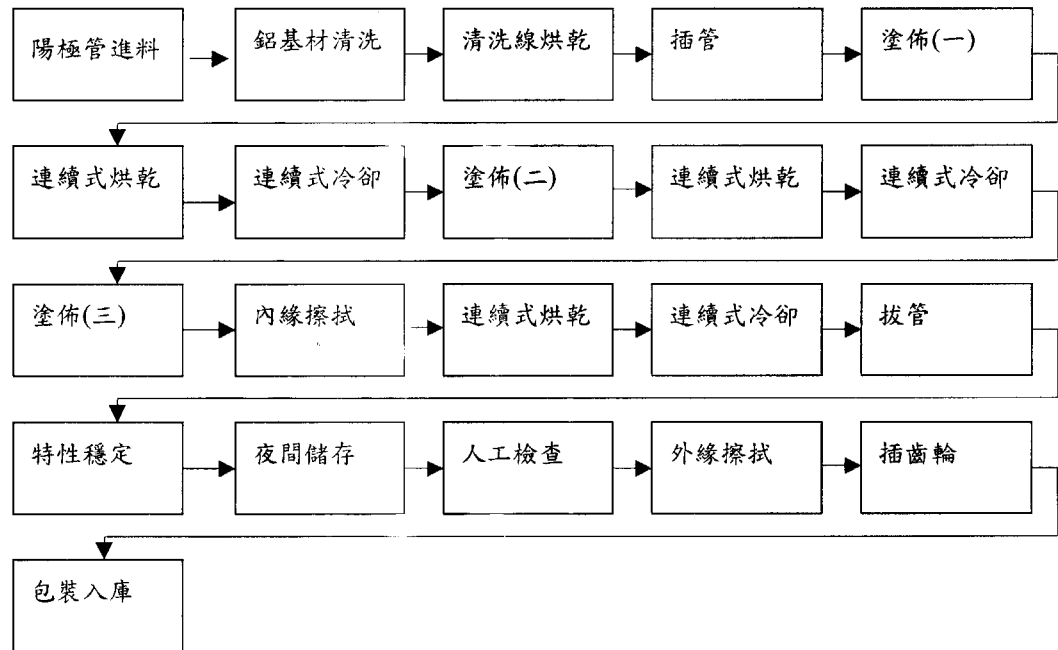 陽極管進料
鋁基材清洗
清洗線烘乾
插管
塗佈(一)
連續式烘乾
連續式冷卻
塗佈(二)
連續式烘乾
連續式冷卻
塗佈(三)
內緣擦拭
連續式烘乾
連續式冷卻
拔管
特性穩定
夜間儲存
人工檢查
外緣擦拭
插齒輪
包裝入庫